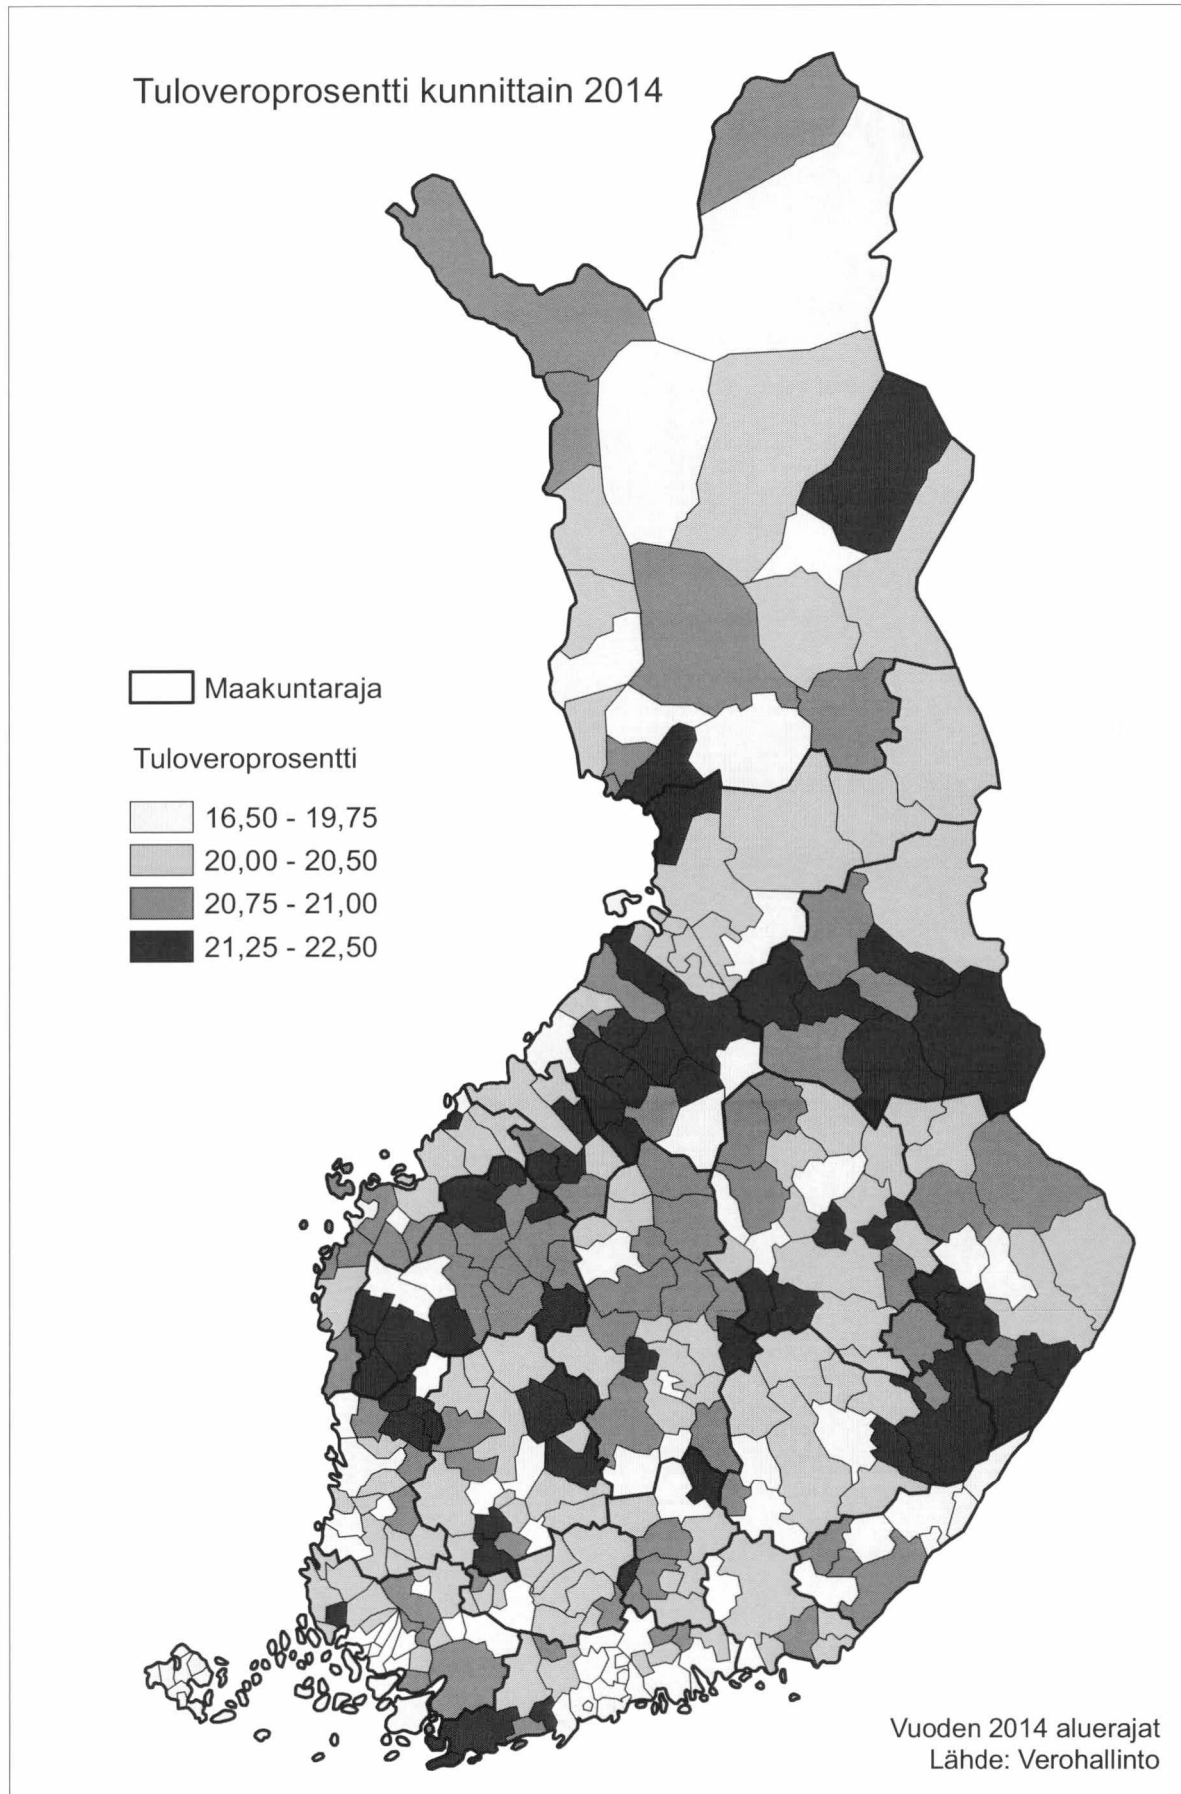 Tuloveroprosentti kunnittain 2014
Maakuntaraja
Tuloveroprosentti
16,50 - 19,75
20,00 - 20,50
20,75 - 21,00
21,25 - 22,50
Vuoden 2014 aluerajat
Lähde: Verohallinto